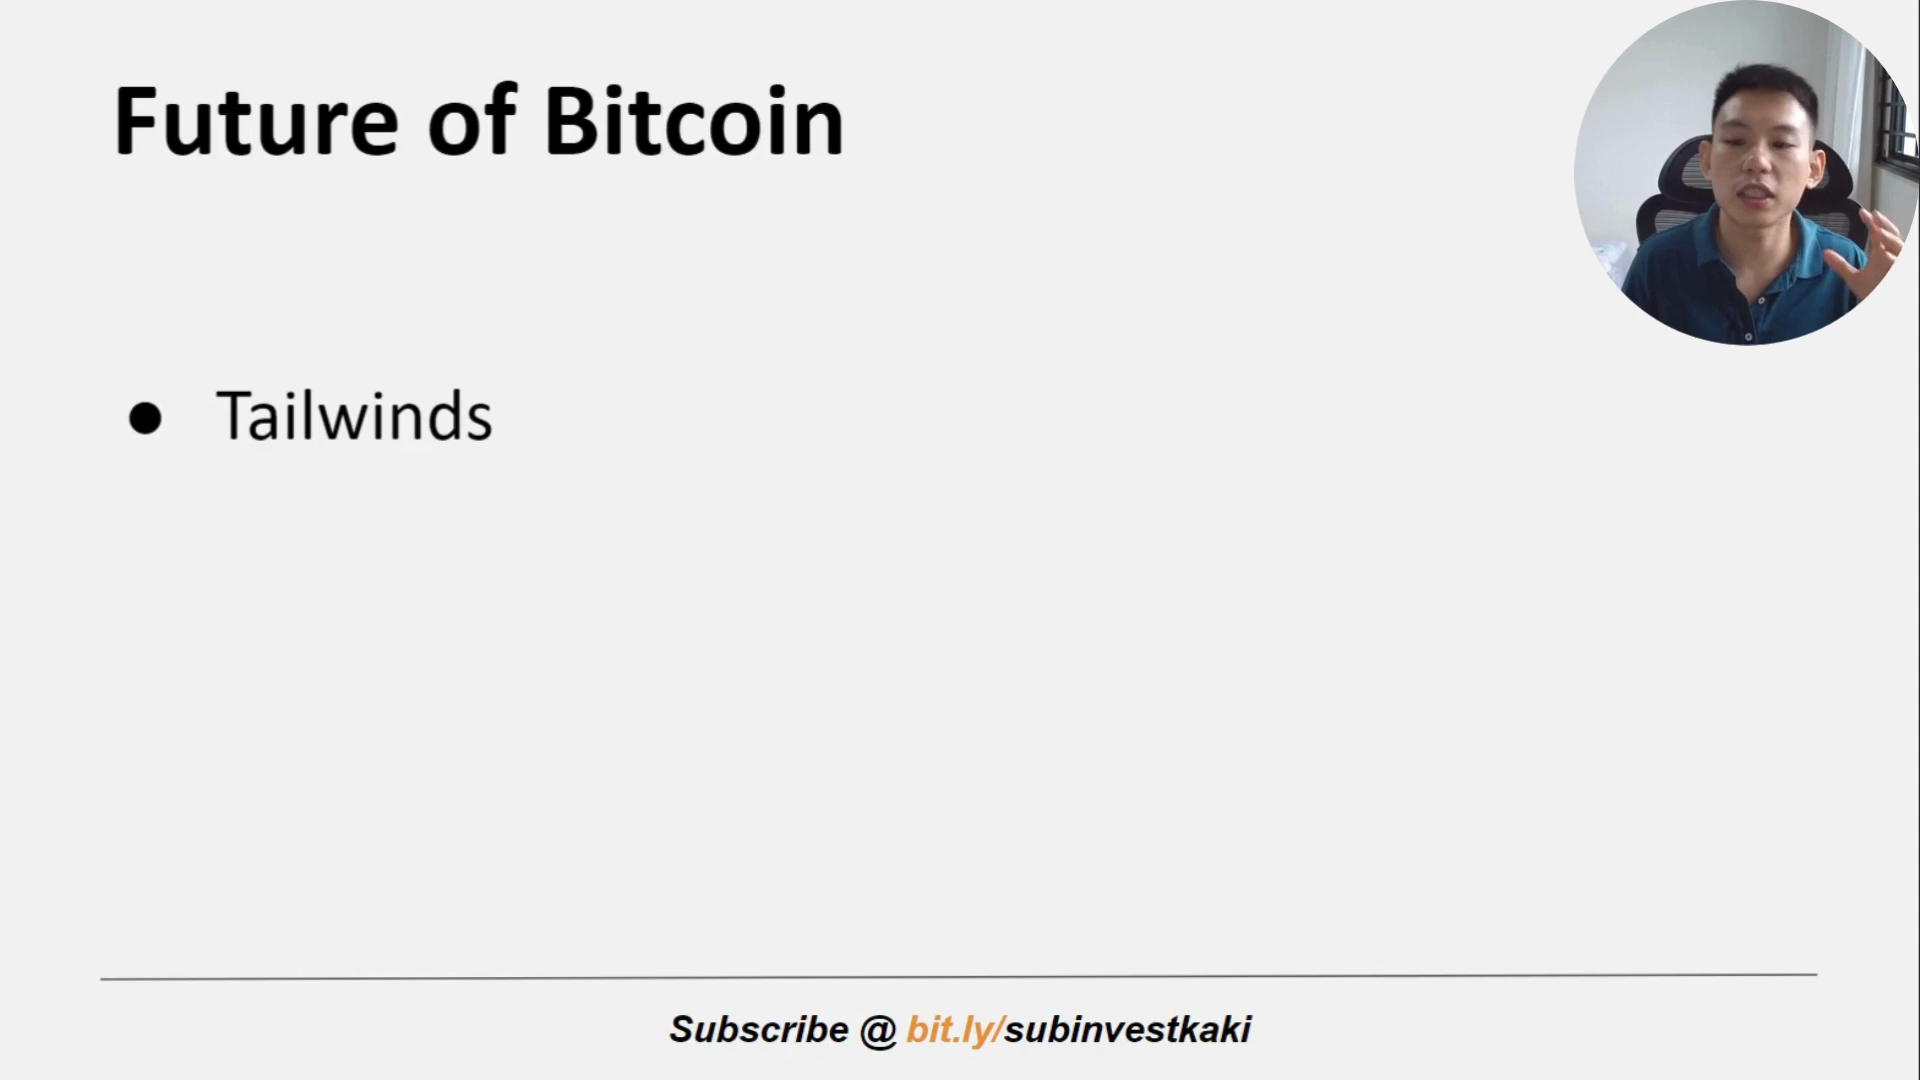 Future of Bitcoin
● Tailwinds
Subscribe @ bit.ly/subinvestkaki